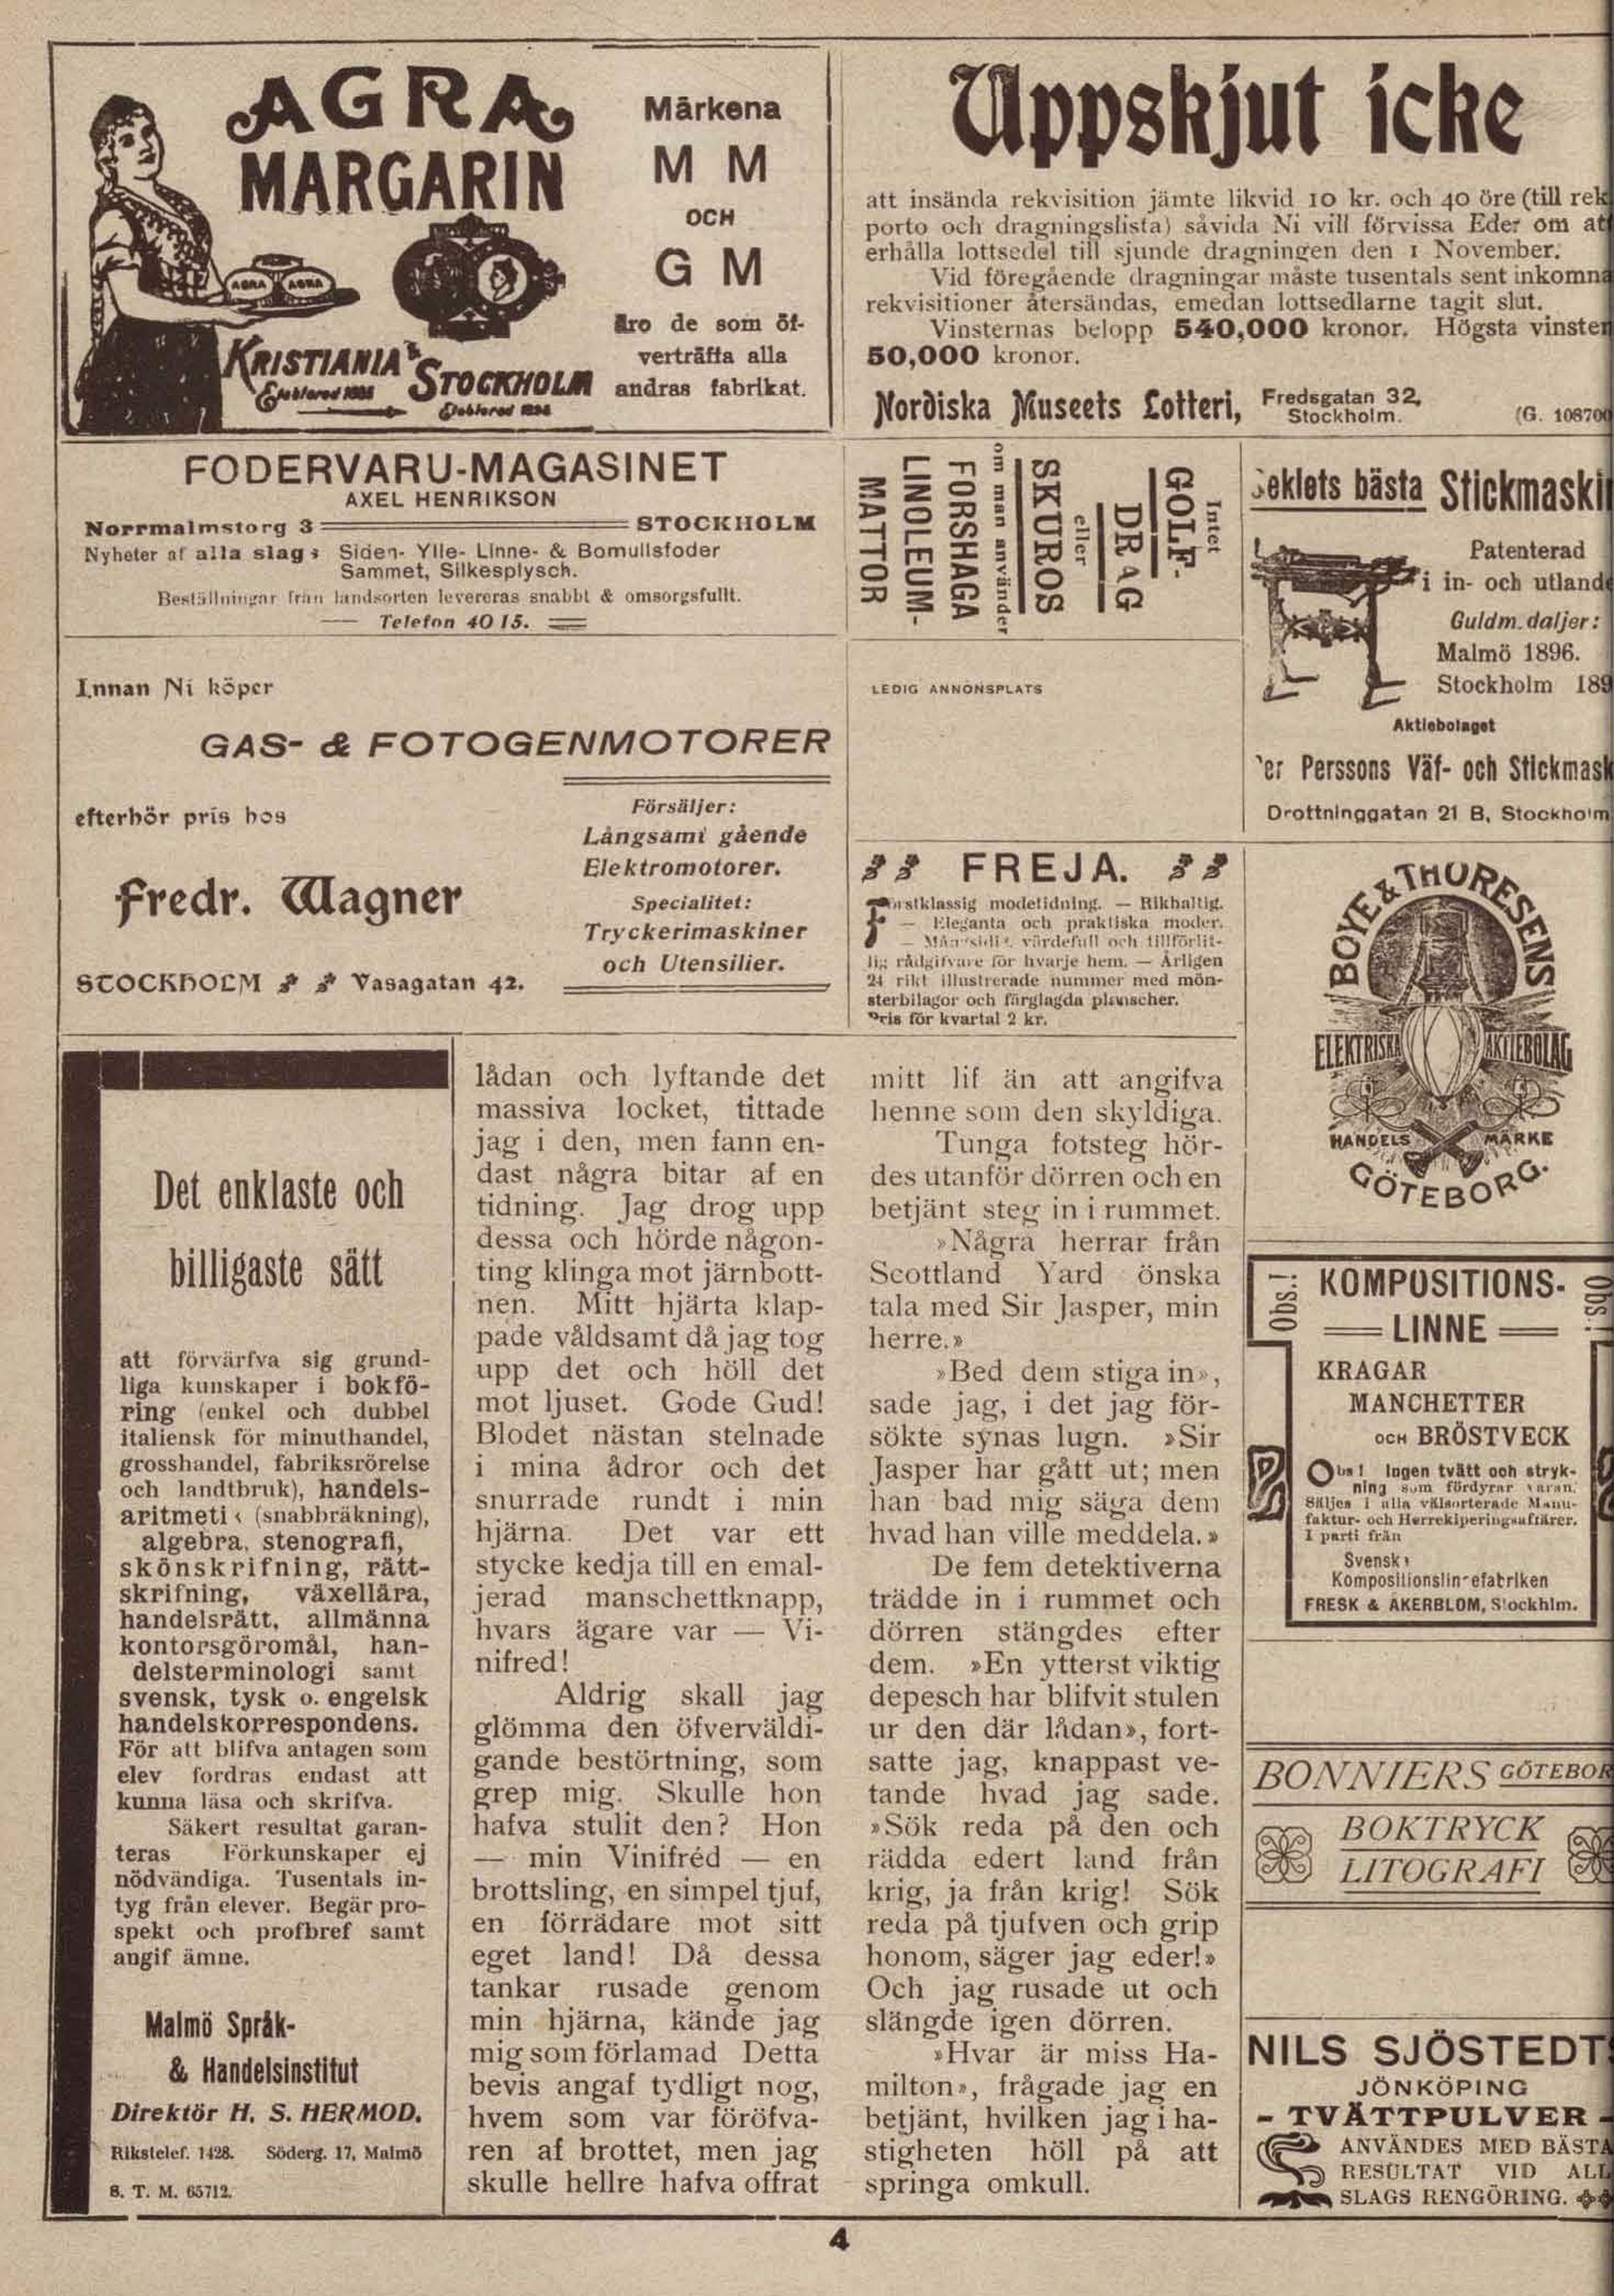 AGRA
MARGARIN
AGRA AGRA
KRISTIANIA
STOCKHOLM
Märkena
M M
OCH
G M
äro de som öf-
verträffa alla
andras fabrikat.
Uppskjut icke
att insända rekvisition jämte likvid 10 kr. och 40 öre (till rek
porto och dragningslista) såvida Ni vill förvissa Eder om att
erhålla lottsedel till sjunde dragningen den 1 November.
Vid föregående dragningar måste tusentals sent inkomna
rekvisitioner återsändas, emedan lottsedlarne tagit slut.
Vinsternas belopp 540,000 kronor. Högsta vinsten
50,000 kronor.
Nordiska Museets Lotteri,
Fredsgatan 32,
Stockholm.
(G. 10870
FODERVARU-MAGASINET
AXEL HENRIKSON
Norrmalmstorg 3 STOCKHOLM
Nyheter af alla slags Siden- Ylle- Linne- & Bomullsfoder
Sammet, Silkesplysch.
Beställningar från landsorten levereras snabbt & omsorgsfullt.
Telefon 40 15.
Intet
GOLF-
DRAG
eller
SKUROS
om man använder
FORSHAGA
LINOLEUM-
MATTOR
Seklets bästa Stickmaskin
Patenterad
i in- och utlande
Guldmedaljer:
Malmö 1896.
Stockholm 189
Aktiebolaget
Per Perssons Väf- och Stickmask
Drottninggatan 21 B, Stockholm
Innan Ni köper
GAS- & FOTOGENMOTORER
efterhör pris hos
Fredr. Wagner
STOCKHOLM Vasagatan 42.
Försäljer:
Långsamt gående
Elektromotorer.
Specialitet:
Tryckerimaskiner
och Utensilier.
LEDIG ANNONSPLATS
FREJA.
Förstklassig modetidning. — Rikhaltig.
— Eleganta och praktiska moder.
— Mångsidig, värdefull och tillförlit-
lig rådgifvare för hvarje hem. — Årligen
24 rikt illustrerade nummer med mön-
sterbilagor och färglagda planscher.
Pris för kvartal 2 kr.
BOYE & THORESENS
ELEKTRISKA AKTIEBOLAG
HANDELS MÄRKE
GÖTEBORG.
Det enklaste och
billigaste sätt
att förvärfva sig grund-
liga kunskaper i bokfö-
ring (enkel och dubbel
italiensk för minuthandel,
grosshandel, fabriksrörelse
och landtbruk), handels-
aritmetik (snabbräkning),
algebra, stenografi,
skönskrifning, rätt-
skrifning, växellära,
handelsrätt, allmänna
kontorsgöromål, han-
delsterminologi samt
svensk, tysk o. engelsk
handelskorrespondens.
För att blifva antagen som
elev fordras endast att
kunna läsa och skrifva.
Säkert resultat garan-
teras Förkunskaper ej
nödvändiga. Tusentals in-
tyg från elever. Begär pro-
spekt och profbref samt
angif ämne.
Malmö Språk-
& Handelsinstitut
Direktör H. S. HERMOD.
Rikstelef. 1428. Söderg. 17, Malmö
S. T. M. 65712.
lådan och lyftande det
massiva locket, tittade
jag i den, men fann en-
dast några bitar af en
tidning. Jag drog upp
dessa och hörde någon-
ting klinga mot järnbott-
nen. Mitt hjärta klap-
pade våldsamt då jag tog
upp det och höll det
mot ljuset. Gode Gud!
Blodet nästan stelnade
i mina ådror och det
snurrade rundt i min
hjärna. Det var ett
stycke kedja till en emal-
jerad manschettknapp,
hvars ägare var — Vi-
nifred!
Aldrig skall jag
glömma den öfverväldi-
gande bestörtning, som
grep mig. Skulle hon
hafva stulit den? Hon
— min Vinifréd — en
brottsling, en simpel tjuf,
en förrädare mot sitt
eget land! Då dessa
tankar rusade genom
min hjärna, kände jag
mig som förlamad Detta
bevis angaf tydligt nog,
hvem som var föröfva-
ren af brottet, men jag
skulle hellre hafva offrat
mitt lif än att angifva
henne som den skyldiga.
Tunga fotsteg hör-
des utanför dörren och en
betjänt steg in i rummet.
»Några herrar från
Scottland Yard önska
tala med Sir Jasper, min
herre.»
»Bed dem stiga in»,
sade jag, i det jag för-
sökte synas lugn. »Sir
Jasper har gått ut; men
han bad mig säga dem
hvad han ville meddela.»
De fem detektiverna
trädde in i rummet och
dörren stängdes efter
dem. »En ytterst viktig
depesch har blifvit stulen
ur den där lådan», fort-
satte jag, knappast ve-
tande hvad jag sade.
»Sök reda på den och
rädda edert land från
krig, ja från krig! Sök
reda på tjufven och grip
honom, säger jag eder!»
Och jag rusade ut och
slängde igen dörren.
»Hvar är miss Ha-
milton», frågade jag en
betjänt, hvilken jag i ha-
stigheten höll på att
springa omkull.
Obs.! KOMPOSITIONS- Obs.!
LINNE
KRAGAR
MANCHETTER
OCH BRÖSTVECK
Obs! Ingen tvätt och stryk-
ning som fördyrar varan.
Säljes i alla välsorterade Manu-
faktur- och Herrekiperingsaffärer.
I parti från
Svenska
Kompositionslinnefabriken
FRESK & ÅKERBLOM, Stockhlm.
BONNIERS GÖTEBOR
BOKTRYCK
LITOGRAFI
NILS SJÖSTEDTS
JÖNKÖPING
- TVÄTTPULVER -
ANVÄNDES MED BÄSTA
RESULTAT VID ALL
SLAGS RENGÖRING.
4